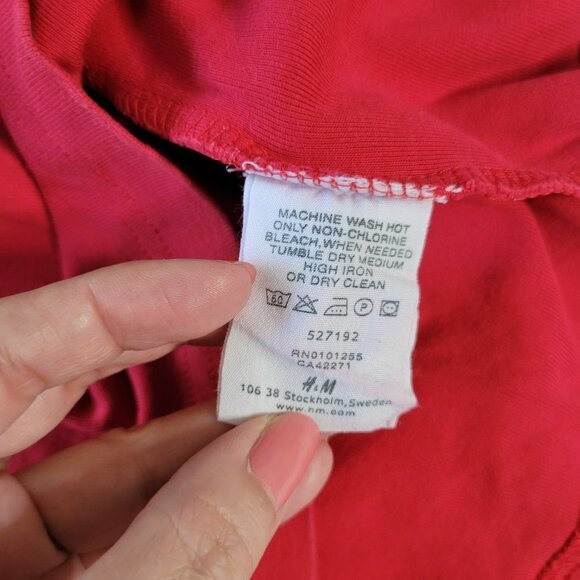 MACHINE WASH HOT
ONLY NON-CHLORINE
BLEACH,WHEN NEEDED
TUMBLE DRY MEDIUM
HIGH IRON
OR DRY CLEAN
60 P
527192
RN0101255
CA42271
H&M
106 38 Stockholm, Sweden
www.hm.com